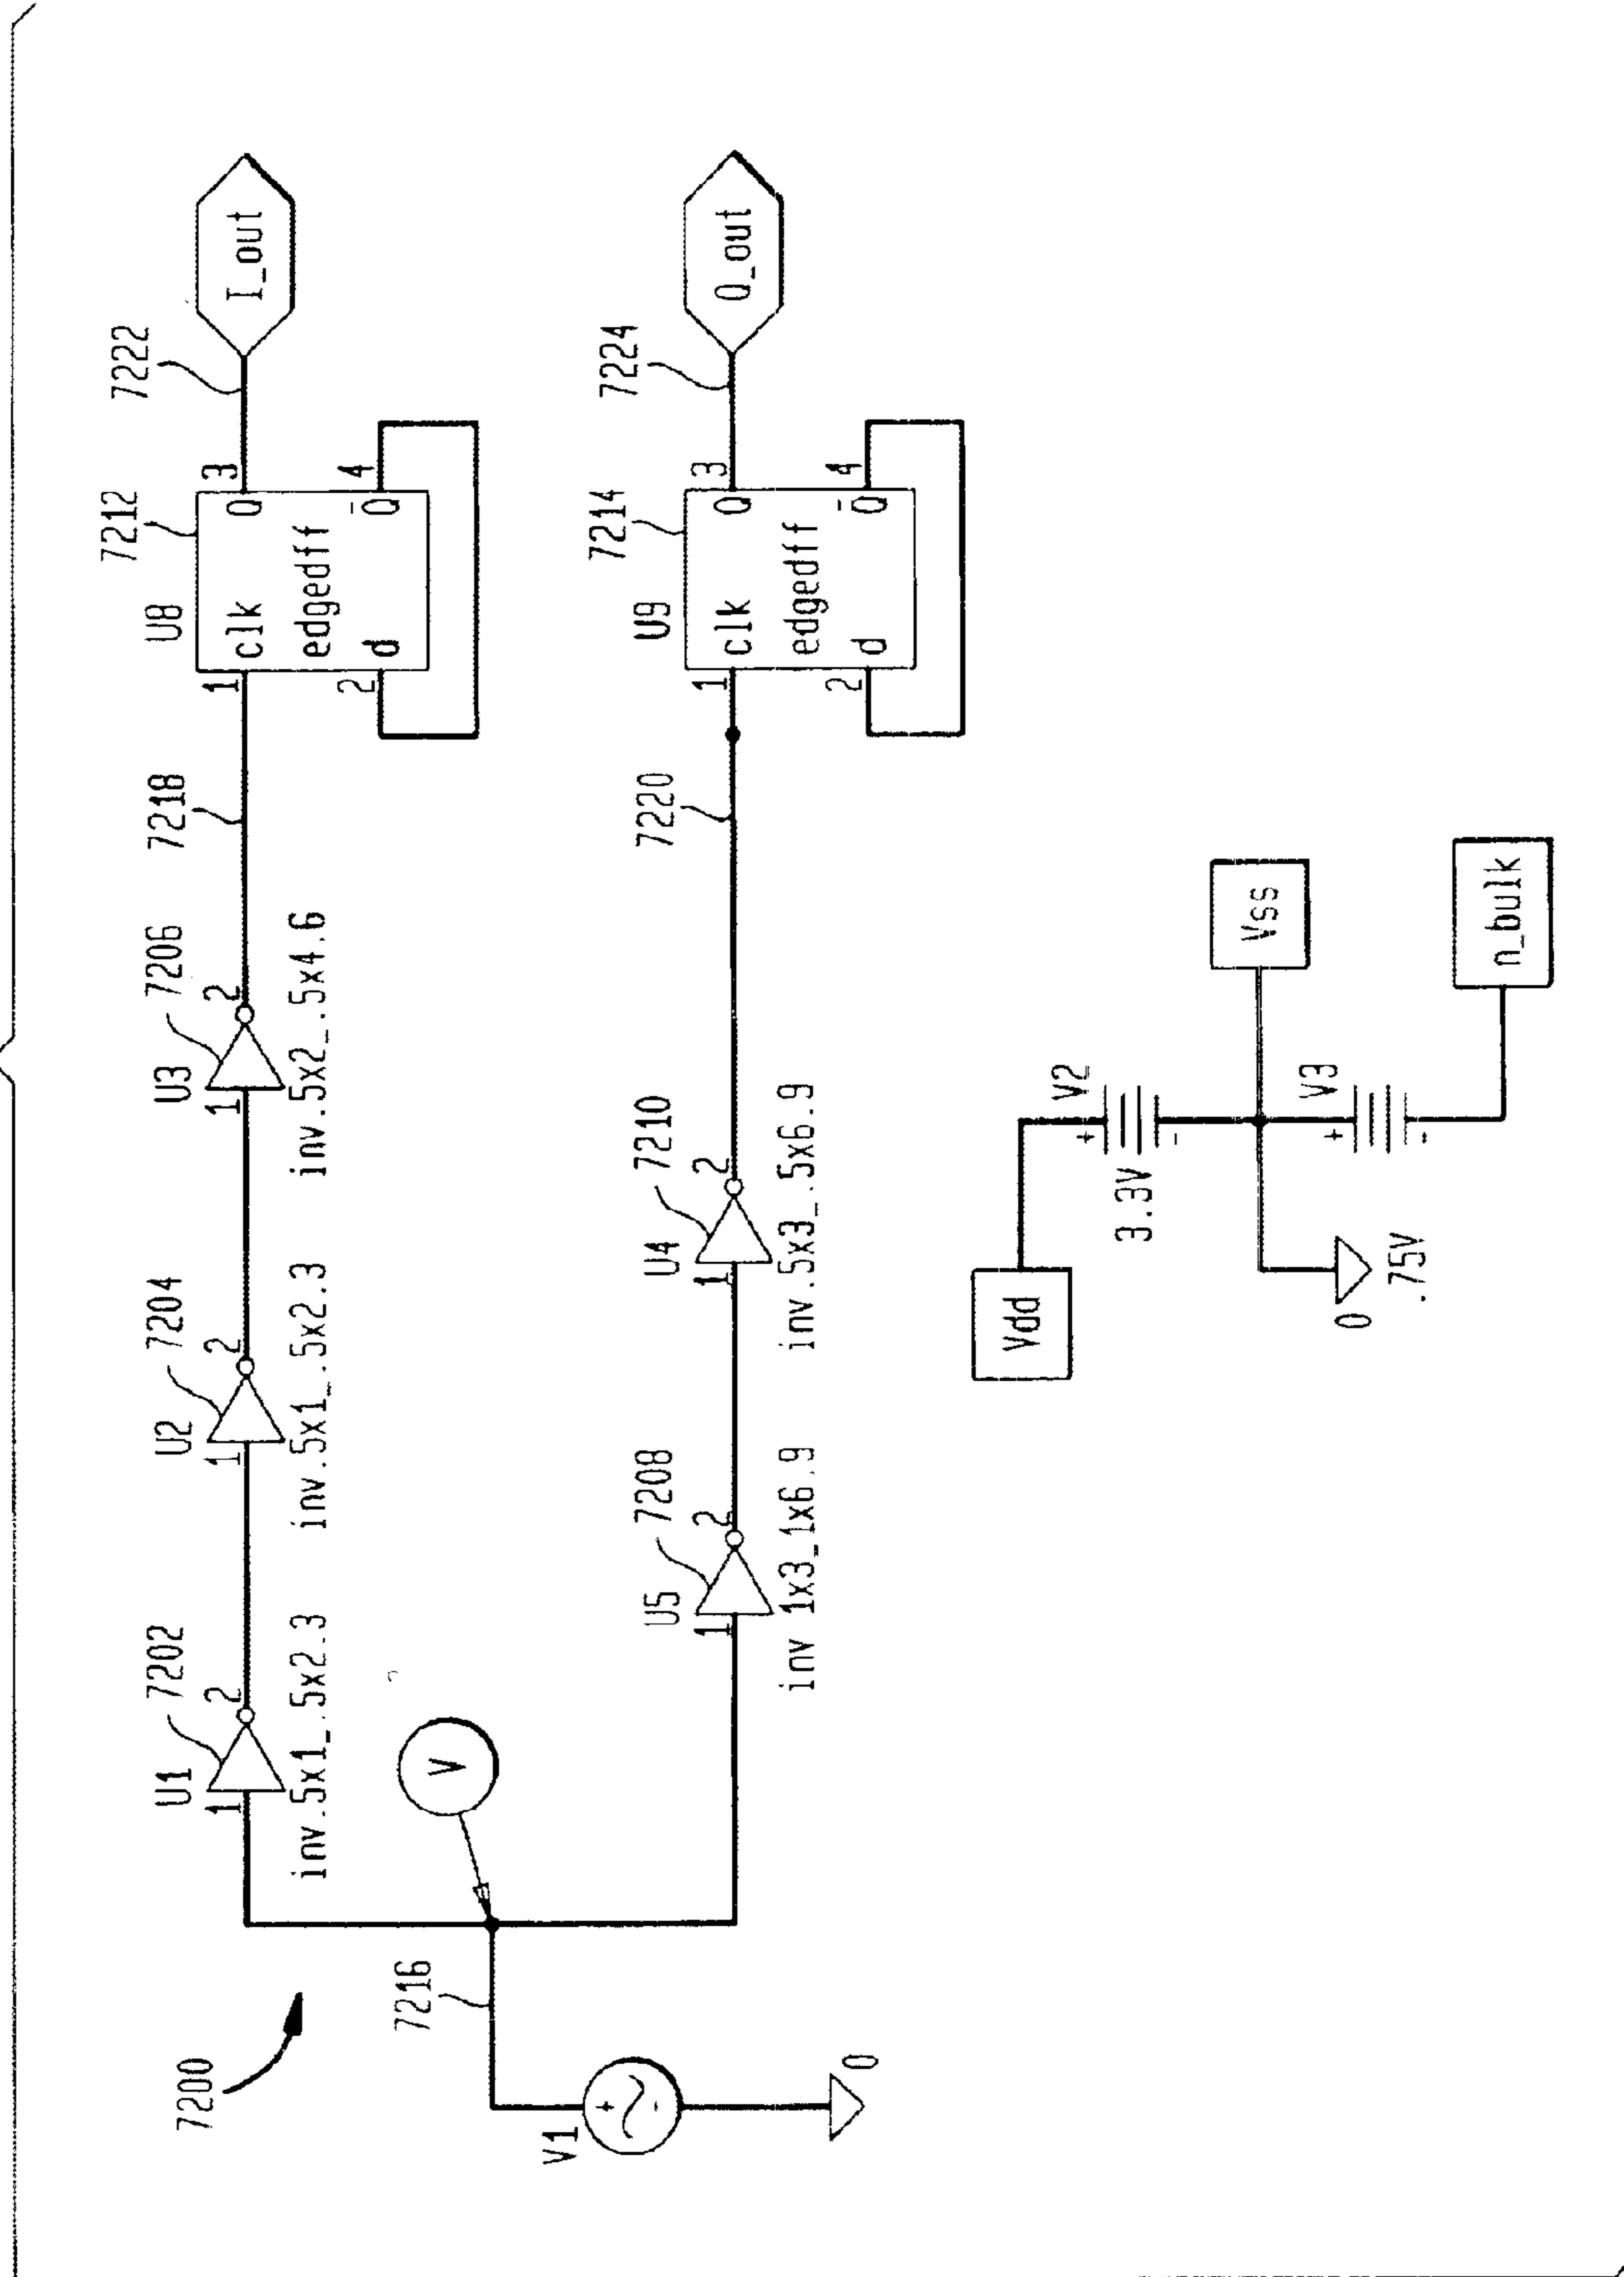 7200
V1
0
7216
V
U1
7202
1
2
inv.5x1_.5x2.3
U2
7204
1
2
inv.5x1_.5x2.3
U3
7206
1
2
inv.5x2_.5x4.6
7218
U8
7212
1
clk
Q
3
edgedff
2
d
Q̅
4
7222
I_out
U5
7208
1
2
inv 1x3_1x6.9
U4
7210
1
2
inv.5x3_.5x6.9
7220
U9
7214
1
clk
Q
3
edgedff
2
d
Q̅
4
7224
Q_out
Vdd
V2
+
-
3.3V
Vss
V3
+
-
0
.75V
n_bulk